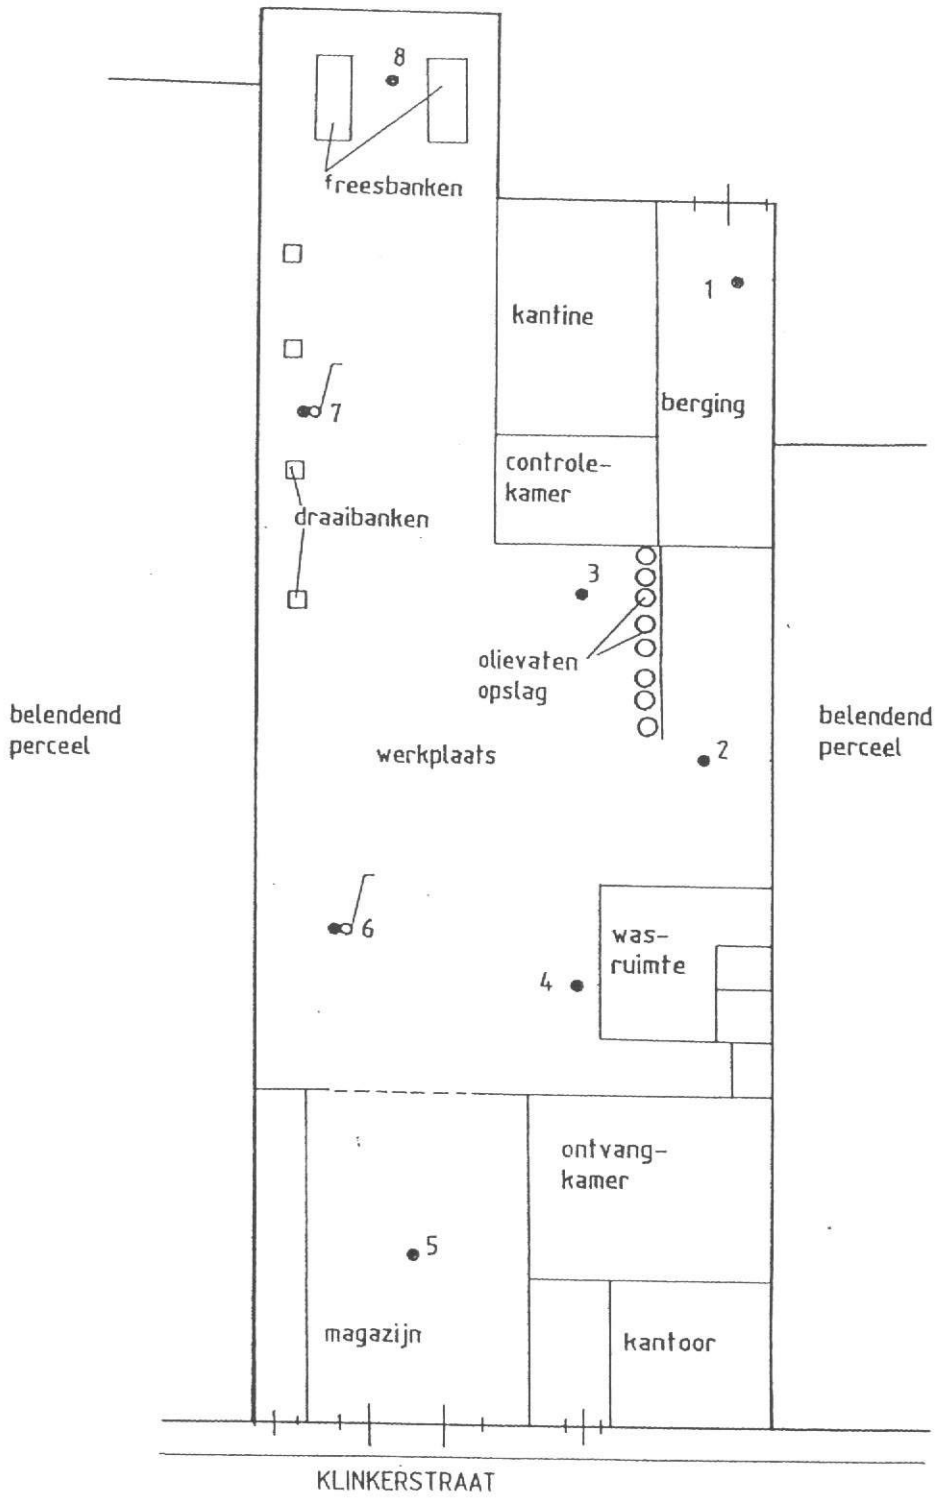 8
freesbanken
1
kantine
berging
7
controle-
kamer
draaibanken
3
olievaten
opslag
belendend
perceel
belendend
perceel
werkplaats
2
6
was-
ruimte
4
ontvang-
kamer
5
magazijn
kantoor
KLINKERSTRAAT